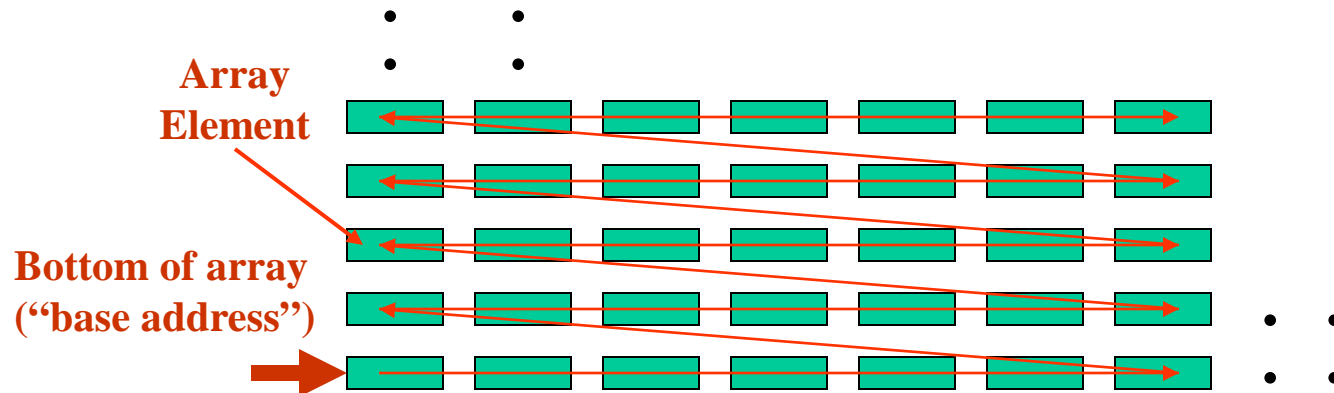 Array
Element
Bottom of array
(“base address”)